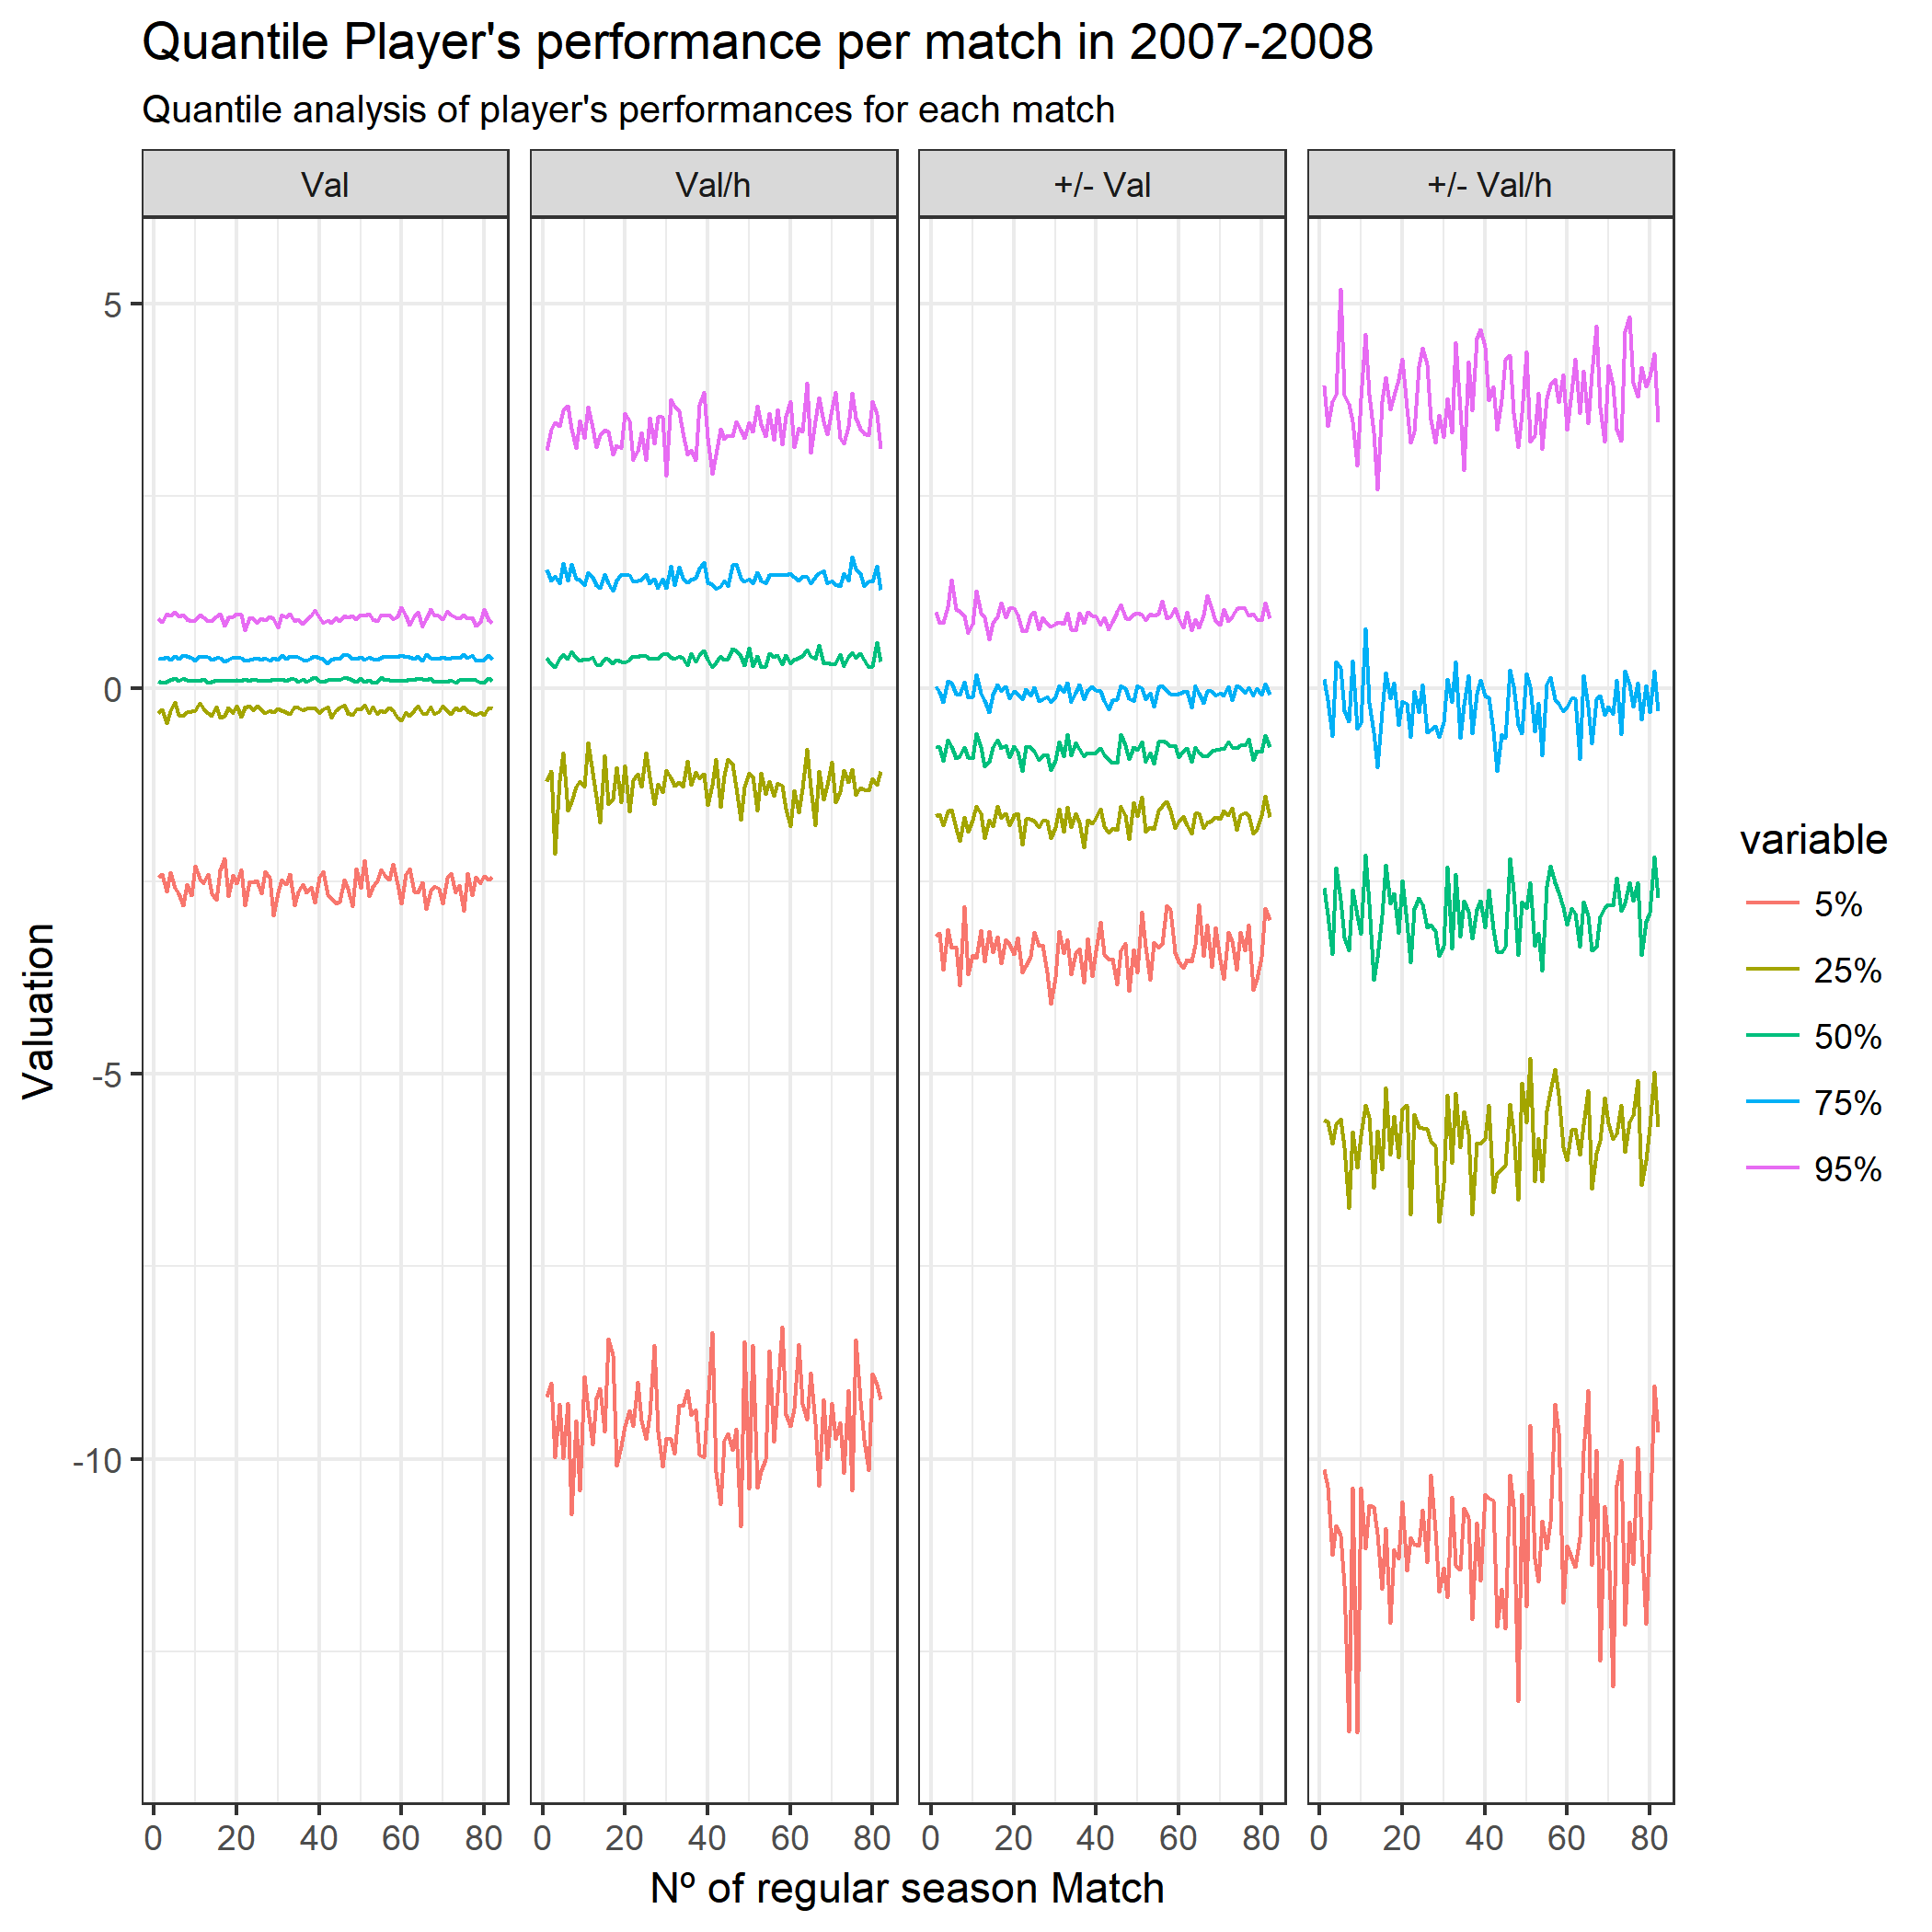 Quantile Player's performance per match in 2007-2008
Quantile analysis of player's performances for each match
Val Val/h +/- Val +/- Val/h
5
0
-5
-10
Valuation
0 20 40 60 80 0 20 40 60 80 0 20 40 60 80 0 20 40 60 80
Nº of regular season Match
variable
5%
25%
50%
75%
95%